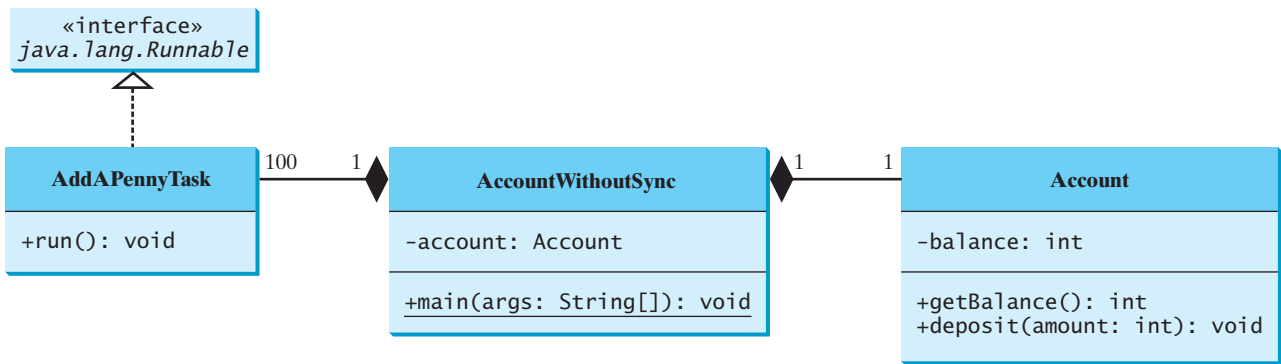 «interface»
java.lang.Runnable
AddAPennyTask
+run(): void
100
1
AccountWithoutSync
-account: Account
+main(args: String[]): void
1
1
Account
-balance: int
+getBalance(): int
+deposit(amount: int): void